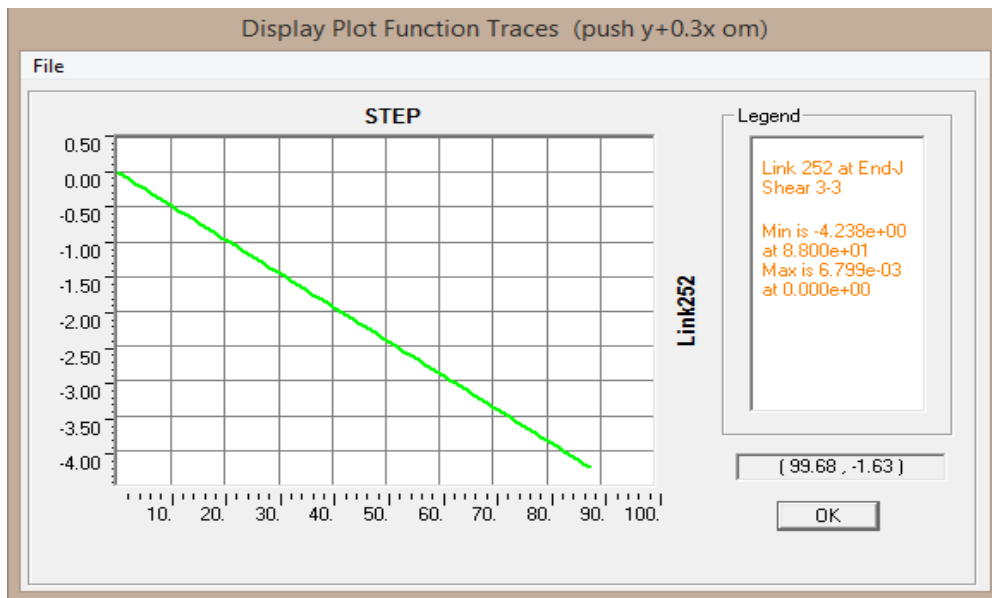 Display Plot Function Traces (push y+0.3x om)
File
STEP
0.50
0.00
-0.50
-1.00
-1.50
-2.00
-2.50
-3.00
-3.50
-4.00
10. 20. 30. 40. 50. 60. 70. 80. 90. 100.
Link252
Legend
Link 252 at End-J
Shear 3-3
Min is -4.238e+00
at 8.800e+01
Max is 6.799e-03
at 0.000e+00
( 99.68 , -1.63 )
OK